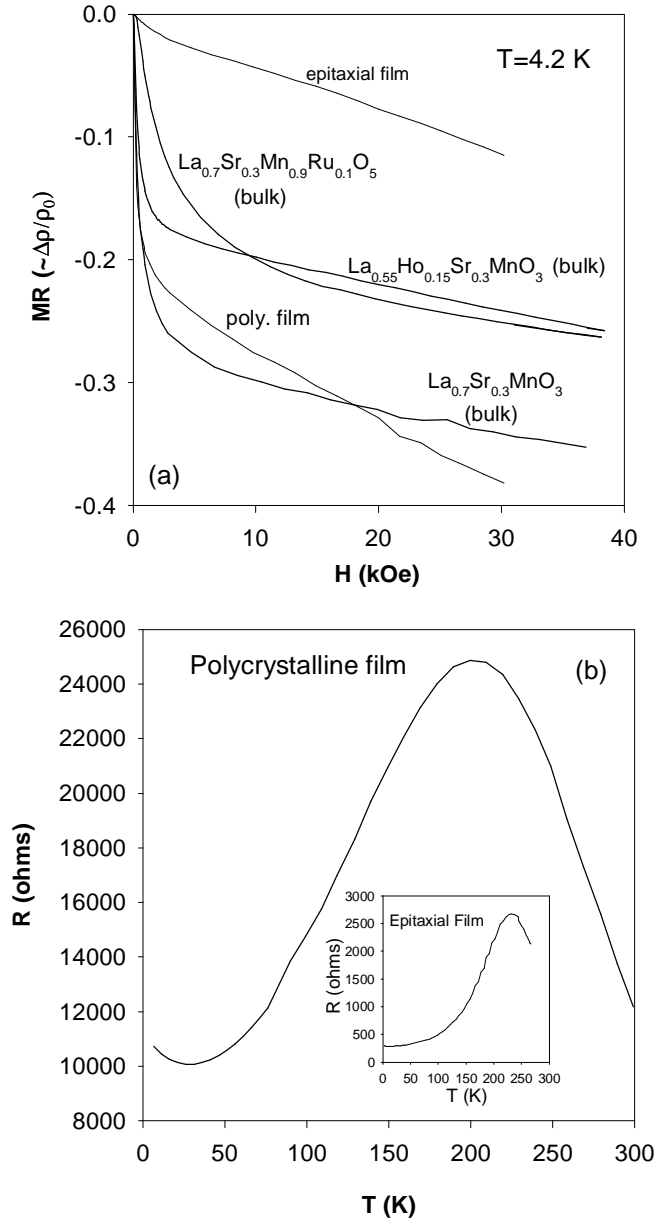 0.0
T=4.2 K
epitaxial film
-0.1
La0.7Sr0.3Mn0.9Ru0.1O5
(bulk)
MR (~Δρ/ρ0)
-0.2
La0.55Ho0.15Sr0.3MnO3 (bulk)
poly. film
-0.3
La0.7Sr0.3MnO3
(bulk)
(a)
-0.4
0 10 20 30 40
H (kOe)
26000
Polycrystalline film
(b)
24000
22000
20000
18000
R (ohms)
16000
14000
12000
10000
8000
3000
Epitaxial Film
2500
2000
R (ohms)
1500
1000
500
0
0 50 100 150 200 250 300
T (K)
0 50 100 150 200 250 300
T (K)